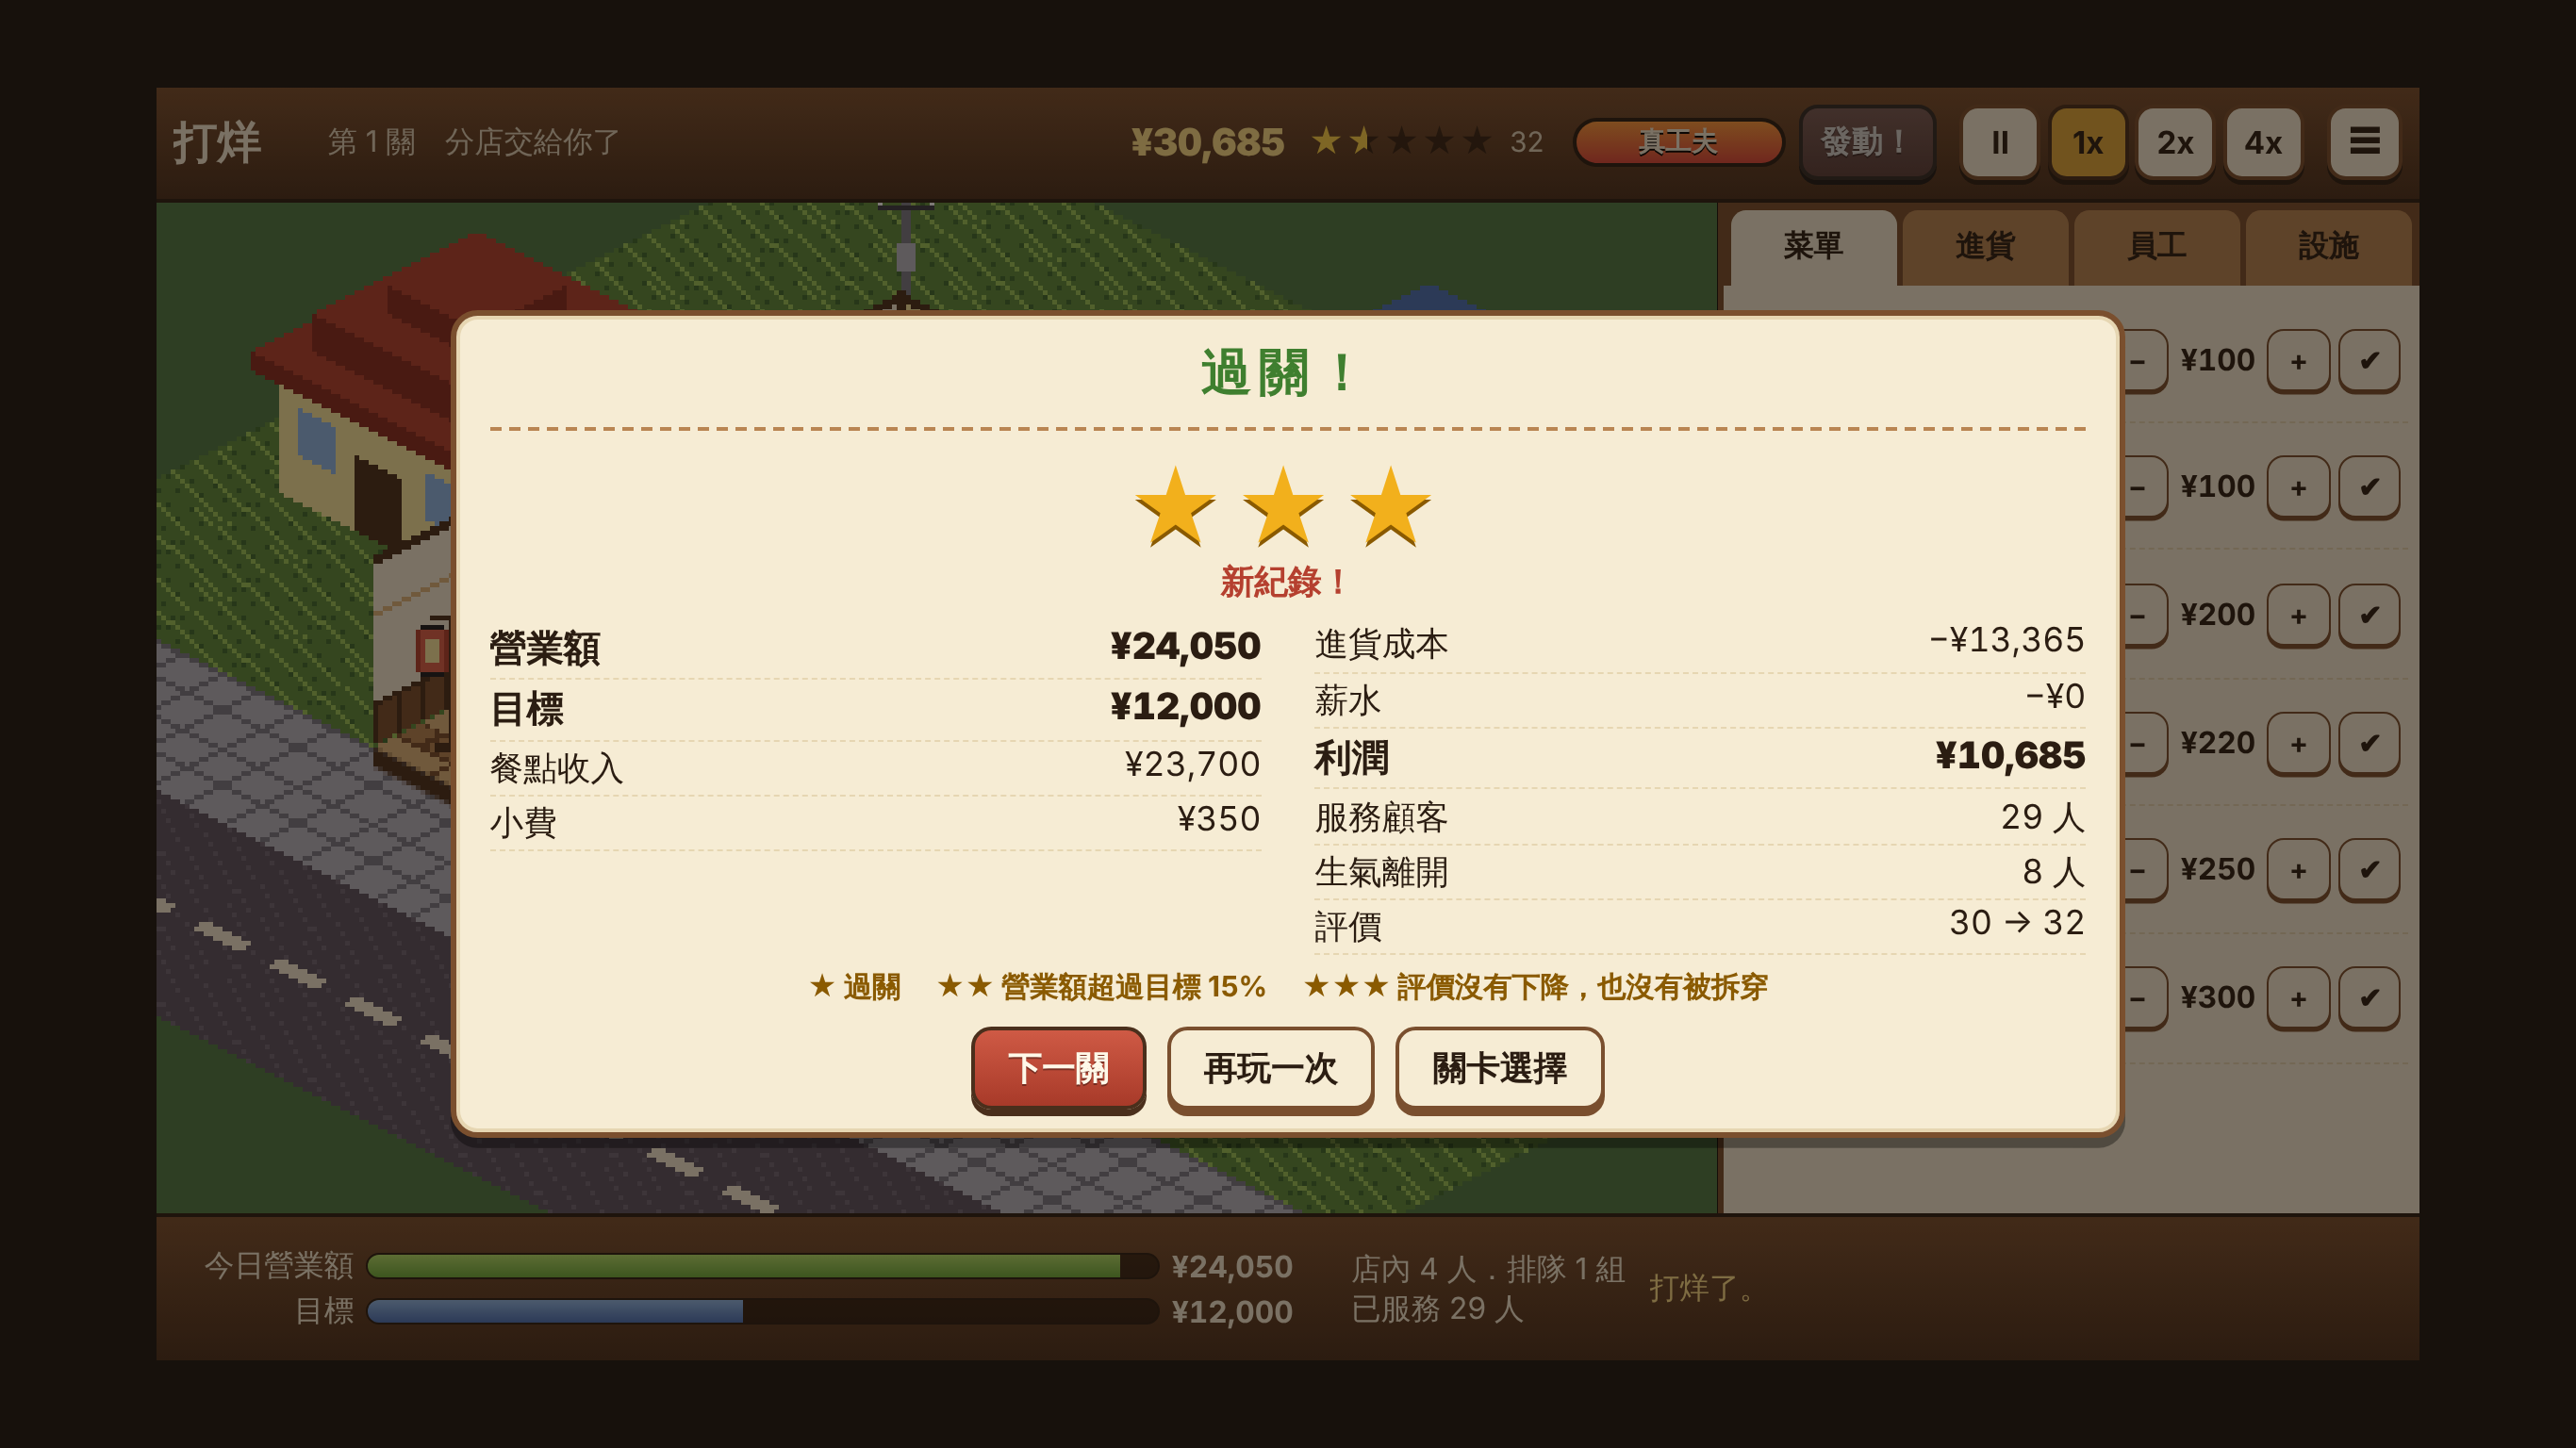 打烊 第 1 關 分店交給你了 ¥30,685 ★★★★★ 32 真工夫 發動！ II 1x 2x 4x ☰
菜單 進貨 員工 設施
− ¥100 + ✔
− ¥100 + ✔
− ¥200 + ✔
− ¥220 + ✔
− ¥250 + ✔
− ¥300 + ✔
過關！
★★★
新紀錄！
營業額 ¥24,050
目標 ¥12,000
餐點收入 ¥23,700
小費 ¥350
進貨成本 −¥13,365
薪水 −¥0
利潤 ¥10,685
服務顧客 29 人
生氣離開 8 人
評價 30 → 32
★ 過關 ★★ 營業額超過目標 15% ★★★ 評價沒有下降，也沒有被拆穿
下一關 再玩一次 關卡選擇
今日營業額 ¥24,050
目標 ¥12,000
店內 4 人．排隊 1 組
已服務 29 人
打烊了。